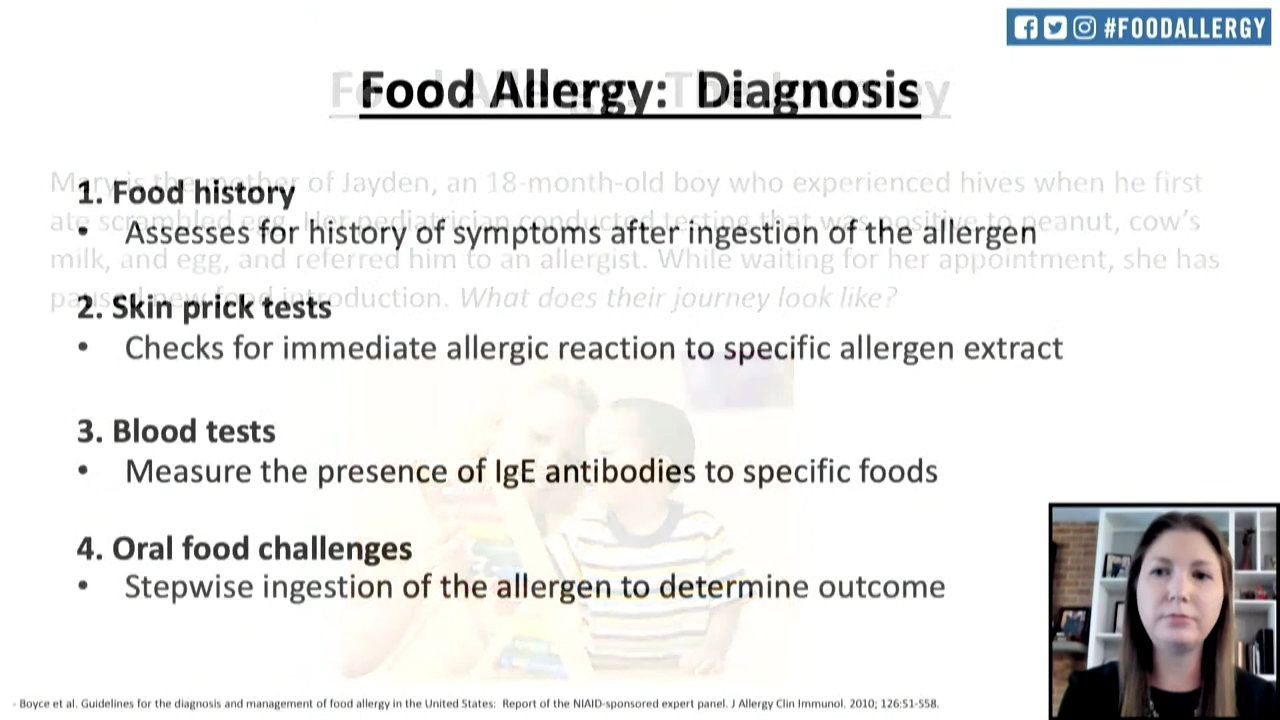 #FOODALLERGY
Food Allergy: Diagnosis
Food Allergy: The Journey
Mary is the mother of Jayden, an 18-month-old boy who experienced hives when he first
ate scrambled egg. Her pediatrician conducted testing that was positive to peanut, cow's
milk, and egg, and referred him to an allergist. While waiting for her appointment, she has
paused new food introduction. What does their journey look like?
1. Food history
• Assesses for history of symptoms after ingestion of the allergen
2. Skin prick tests
• Checks for immediate allergic reaction to specific allergen extract
3. Blood tests
• Measure the presence of IgE antibodies to specific foods
4. Oral food challenges
• Stepwise ingestion of the allergen to determine outcome
- Boyce et al. Guidelines for the diagnosis and management of food allergy in the United States: Report of the NIAID-sponsored expert panel. J Allergy Clin Immunol. 2010; 126:S1-S58.